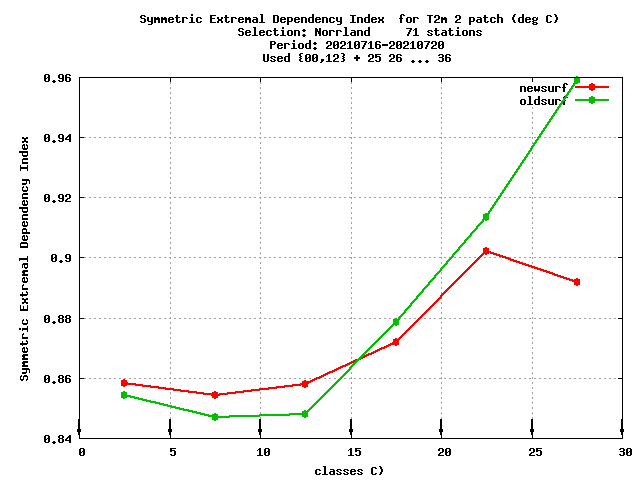 Symmetric Extremal Dependency Index  for T2m 2 patch (deg C)
Selection: Norrland     71 stations
Period: 20210716-20210720
Used {00,12} + 25 26 ... 36
Symmetric Extremal Dependency Index
0.96
0.94
0.92
0.9
0.88
0.86
0.84
newsurf
oldsurf
0 5 10 15 20 25 30
classes C)